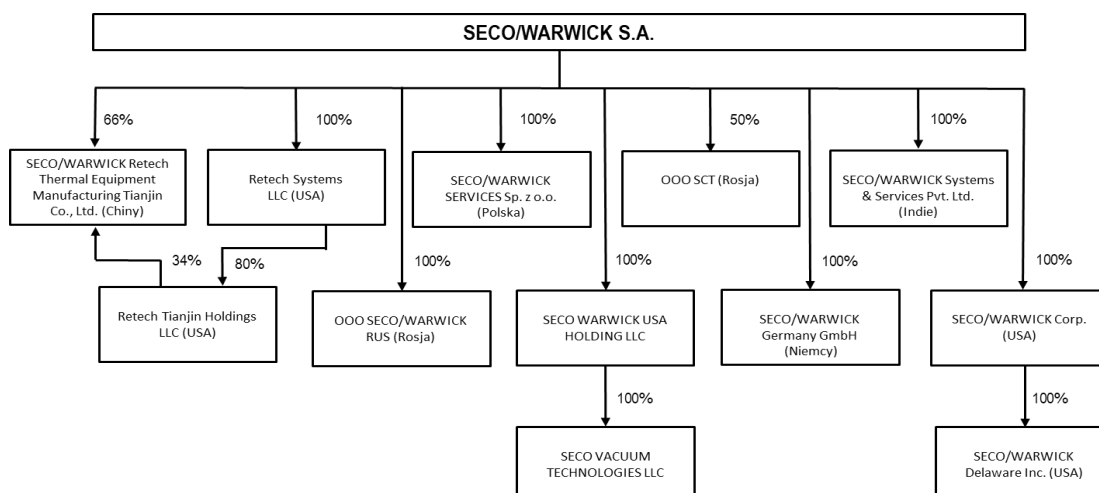 SECO/WARWICK S.A.
66%
100%
100%
50%
100%
SECO/WARWICK Retech
Thermal Equipment
Manufacturing Tianjin
Co., Ltd. (Chiny)
Retech Systems
LLC (USA)
SECO/WARWICK
SERVICES Sp. z o.o.
(Polska)
OOO SCT (Rosja)
SECO/WARWICK Systems
& Services Pvt. Ltd.
(Indie)
34%
80%
100%
100%
100%
100%
Retech Tianjin Holdings
LLC (USA)
OOO SECO/WARWICK
RUS (Rosja)
SECO WARWICK USA
HOLDING LLC
SECO/WARWICK
Germany GmbH
(Niemcy)
SECO/WARWICK Corp.
(USA)
100%
100%
SECO VACUUM
TECHNOLOGIES LLC
SECO/WARWICK
Delaware Inc. (USA)